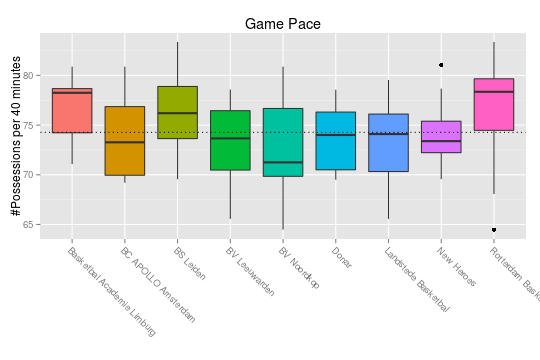 Game Pace
#Possessions per 40 minutes
80
75
70
65
Basketbal Academie Limburg
BC APOLLO Amsterdam
BS Leiden
BV Leeuwarden
BV Noordkop
Donar
Landstede Basketbal
New Heroes
Rotterdam Bask